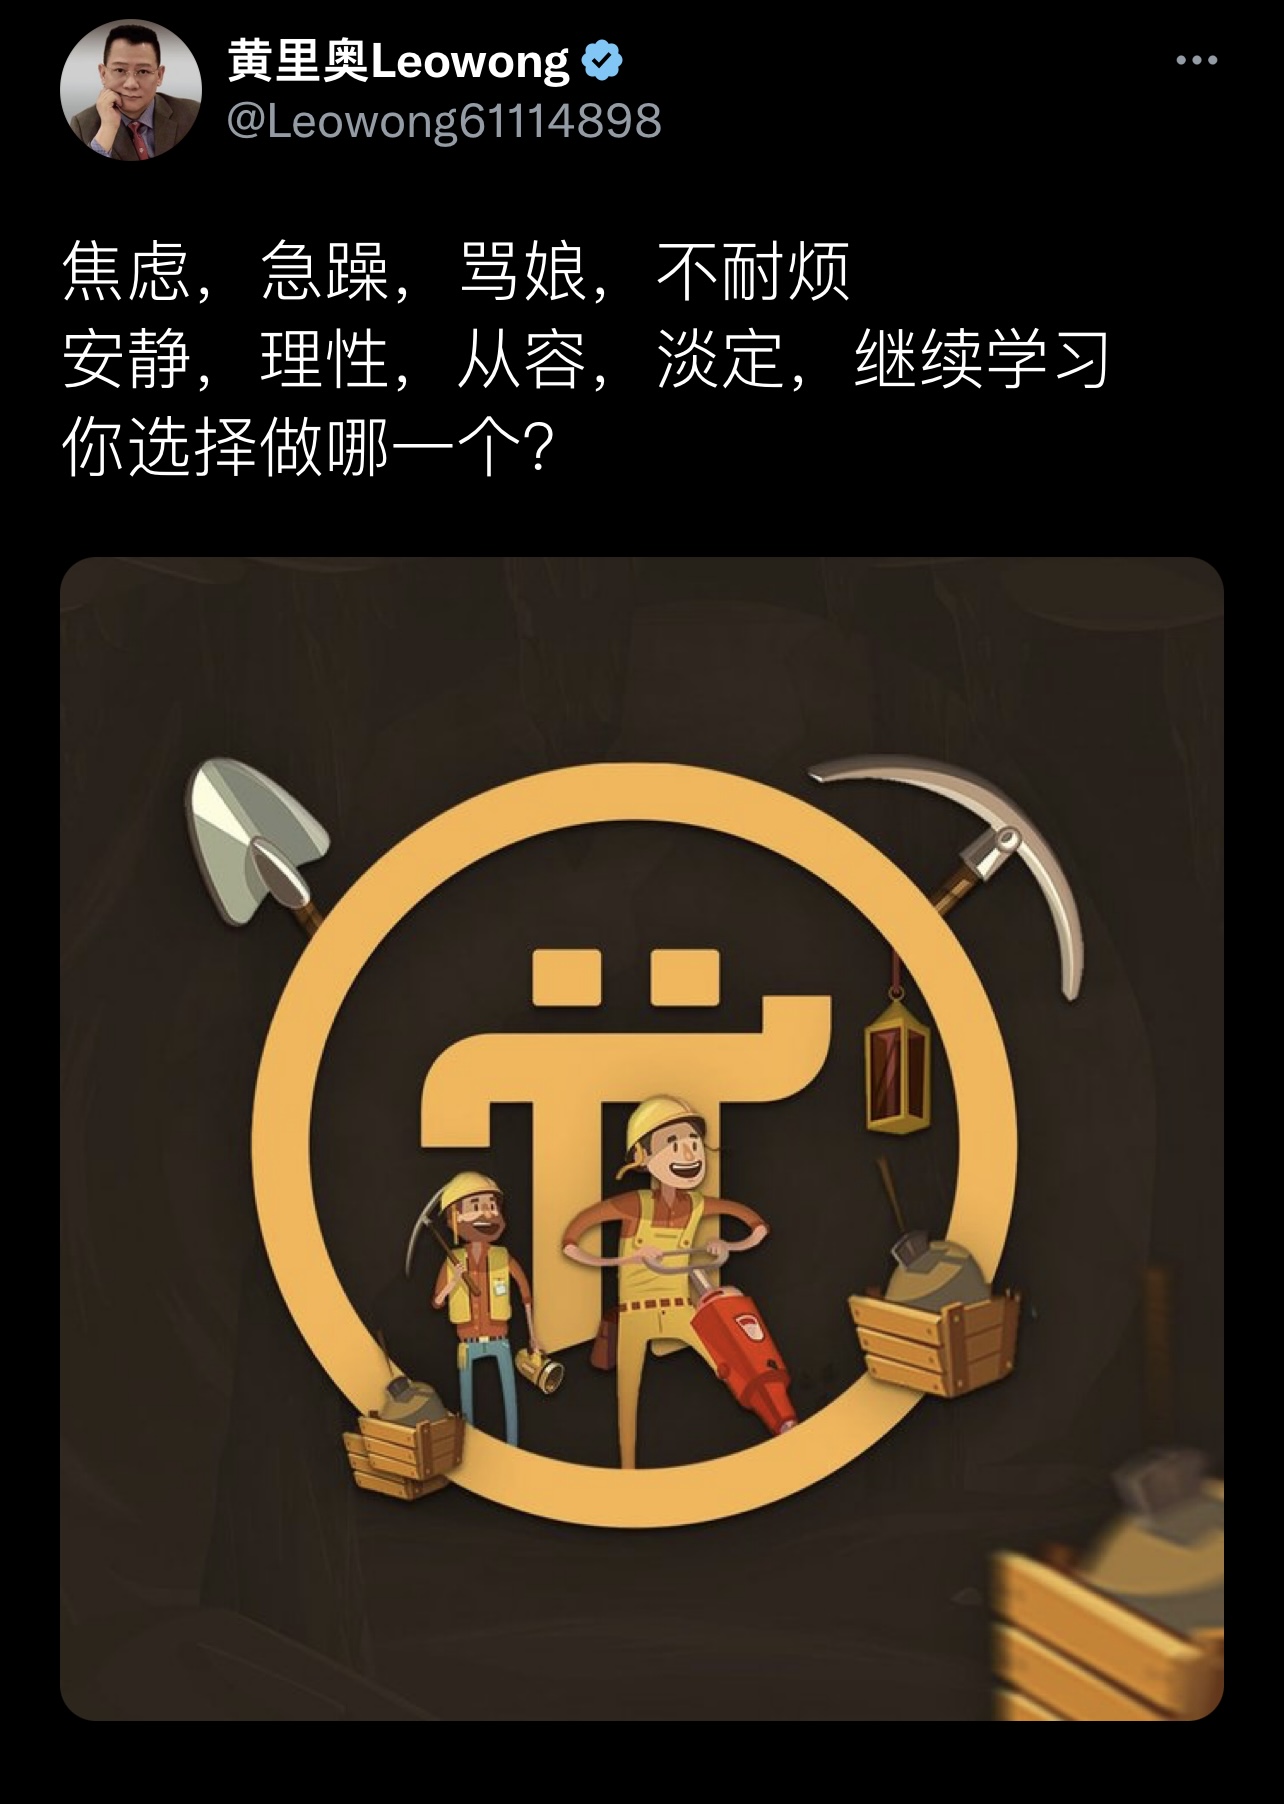 黄里奥Leowong
@Leowong61114898
焦虑，急躁，骂娘，不耐烦
安静，理性，从容，淡定，继续学习
你选择做哪一个？